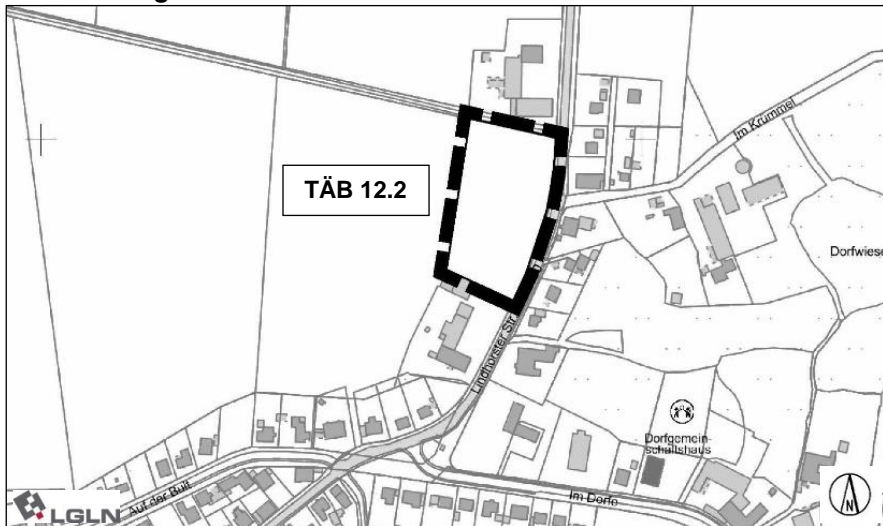 Im Krummel
TÄB 12.2
Dorfwiese
Lindhorster Str
Dorfgemein-
schaftshaus
Auf der Bult
Im Dorfe
LGLN
N